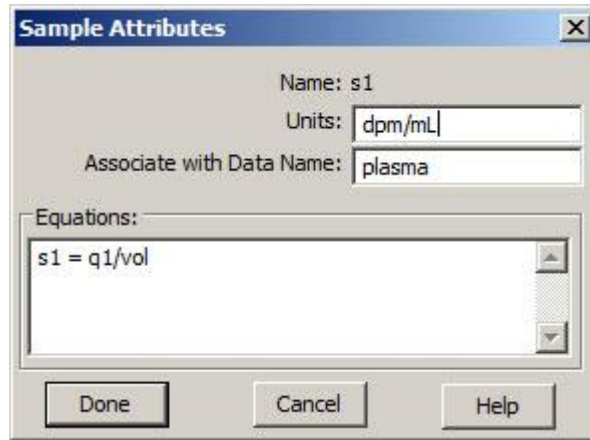 Sample Attributes
Name: s1
Units: dpm/mL
Associate with Data Name: plasma
Equations:
s1 = q1/vol
Done Cancel Help